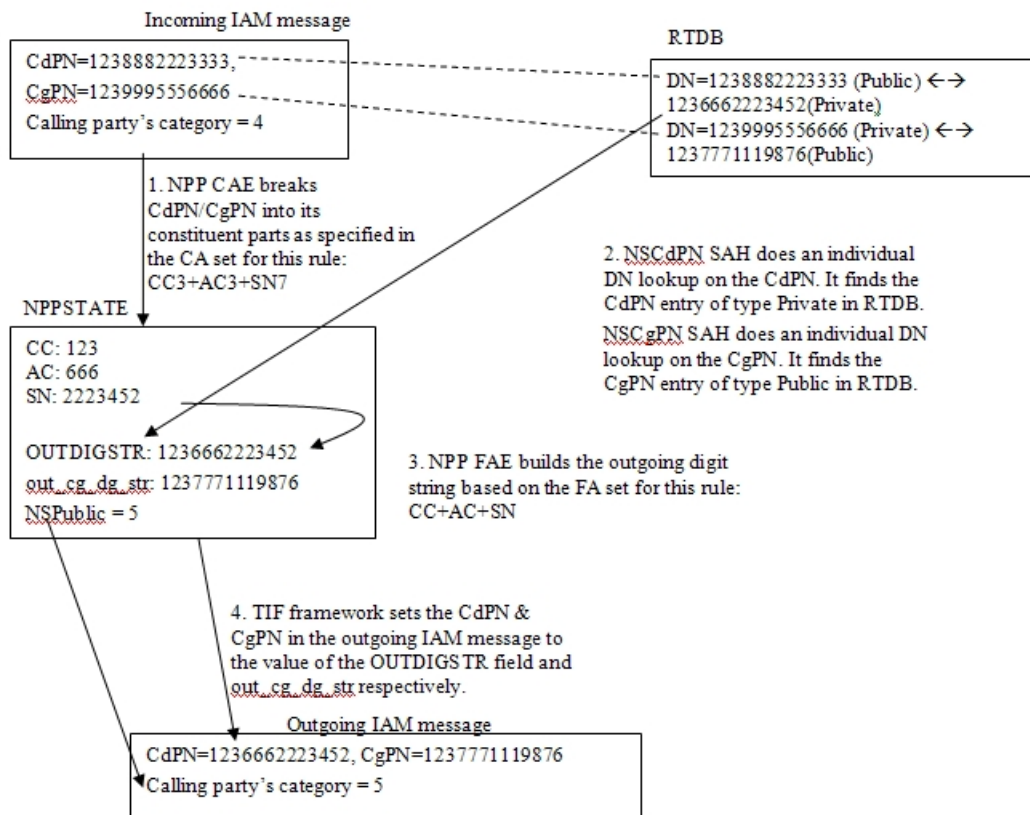 Incoming IAM message
CdPN=1238882223333,
CgPN=1239995556666
Calling party’s category = 4
RTDB
DN=1238882223333 (Public) ←→
1236662223452(Private)
DN=1239995556666 (Private) ←→
1237771119876(Public)
1. NPP CAE breaks
CdPN/CgPN into its
constituent parts as specified in
the CA set for this rule:
CC3+AC3+SN7
2. NSCdPN SAH does an individual
DN lookup on the CdPN. It finds the
CdPN entry of type Private in RTDB.
NSCgPN SAH does an individual DN
lookup on the CgPN. It finds the
CgPN entry of type Public in RTDB.
NPPSTATE
CC: 123
AC: 666
SN: 2223452
OUTDIGSTR: 1236662223452
out_cg_dg_str: 1237771119876
NSPublic = 5
3. NPP FAE builds the outgoing digit
string based on the FA set for this rule:
CC+AC+SN
4. TIF framework sets the CdPN &
CgPN in the outgoing IAM message to
the value of the OUTDIGSTR field and
out_cg_dg_str respectively.
Outgoing IAM message
CdPN=1236662223452, CgPN=1237771119876
Calling party’s category = 5